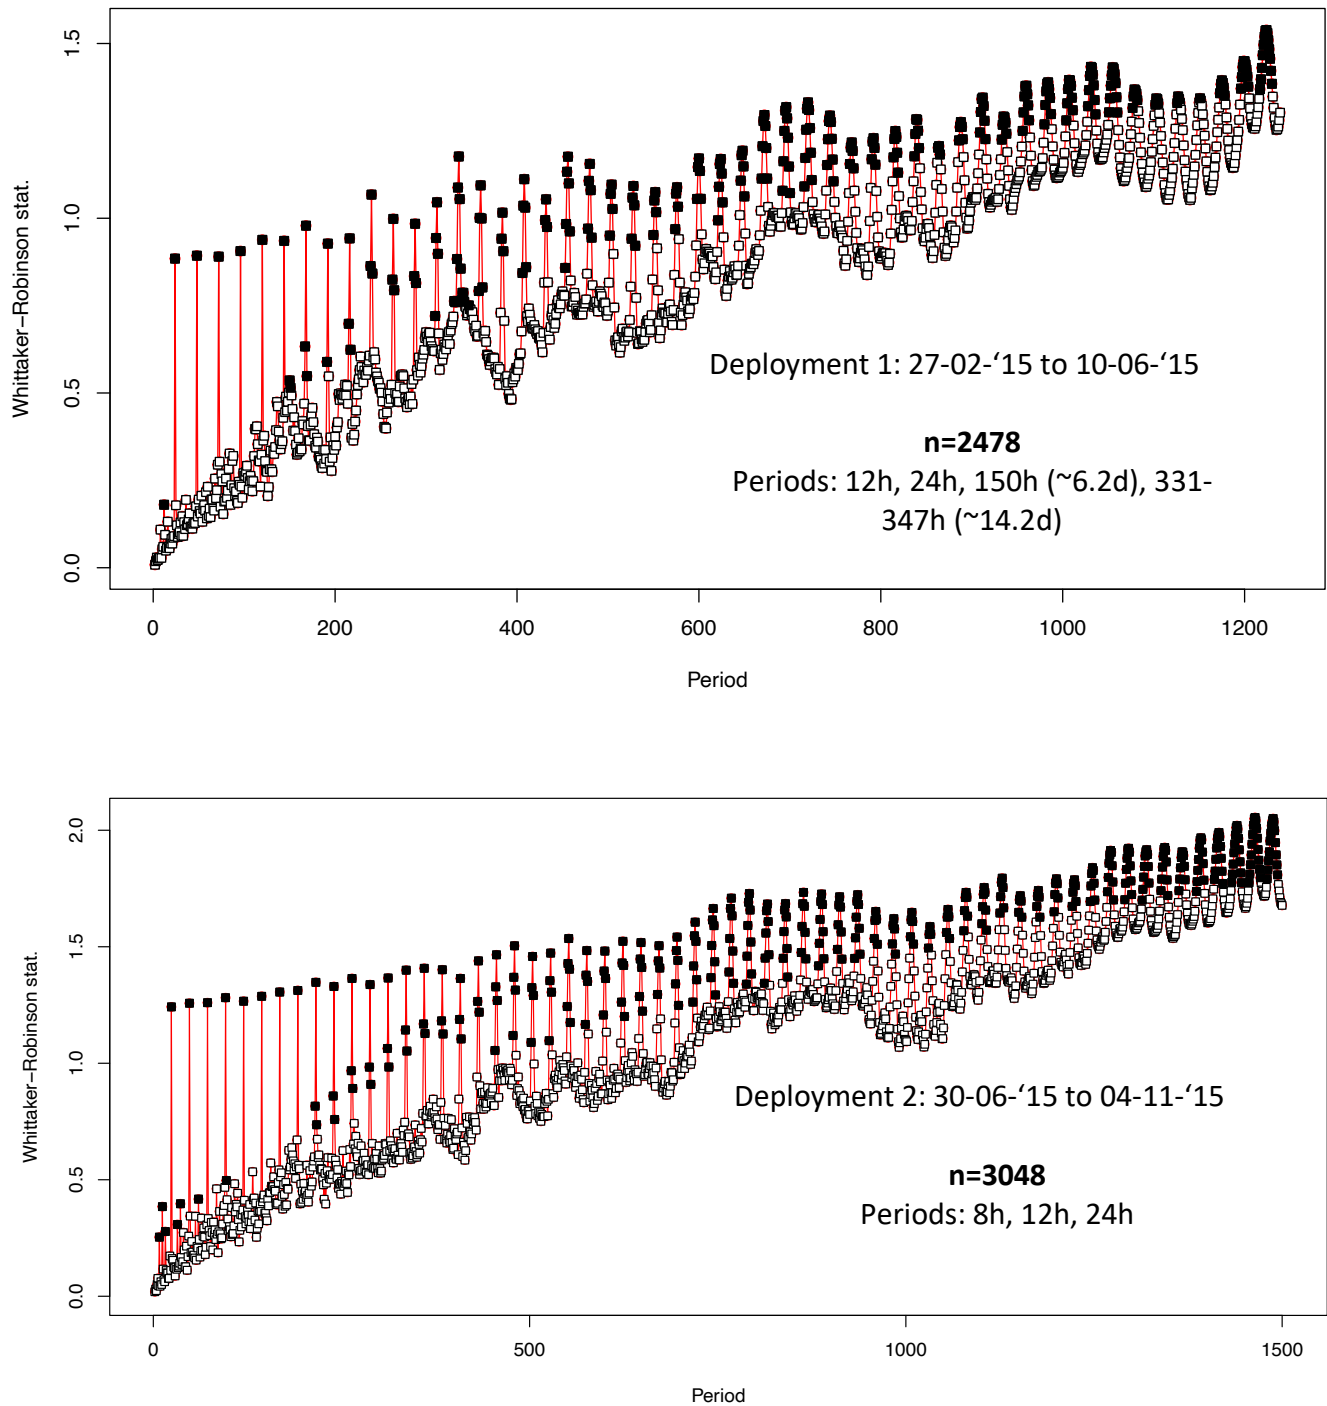 1.5
1.0
0.5
0.0
Whittaker–Robinson stat.
Deployment 1: 27-02-‘15 to 10-06-‘15
n=2478
Periods: 12h, 24h, 150h (~6.2d), 331-
347h (~14.2d)
0 200 400 600 800 1000 1200
Period
2.0
1.5
1.0
0.5
0.0
Whittaker–Robinson stat.
Deployment 2: 30-06-‘15 to 04-11-‘15
n=3048
Periods: 8h, 12h, 24h
0 500 1000 1500
Period